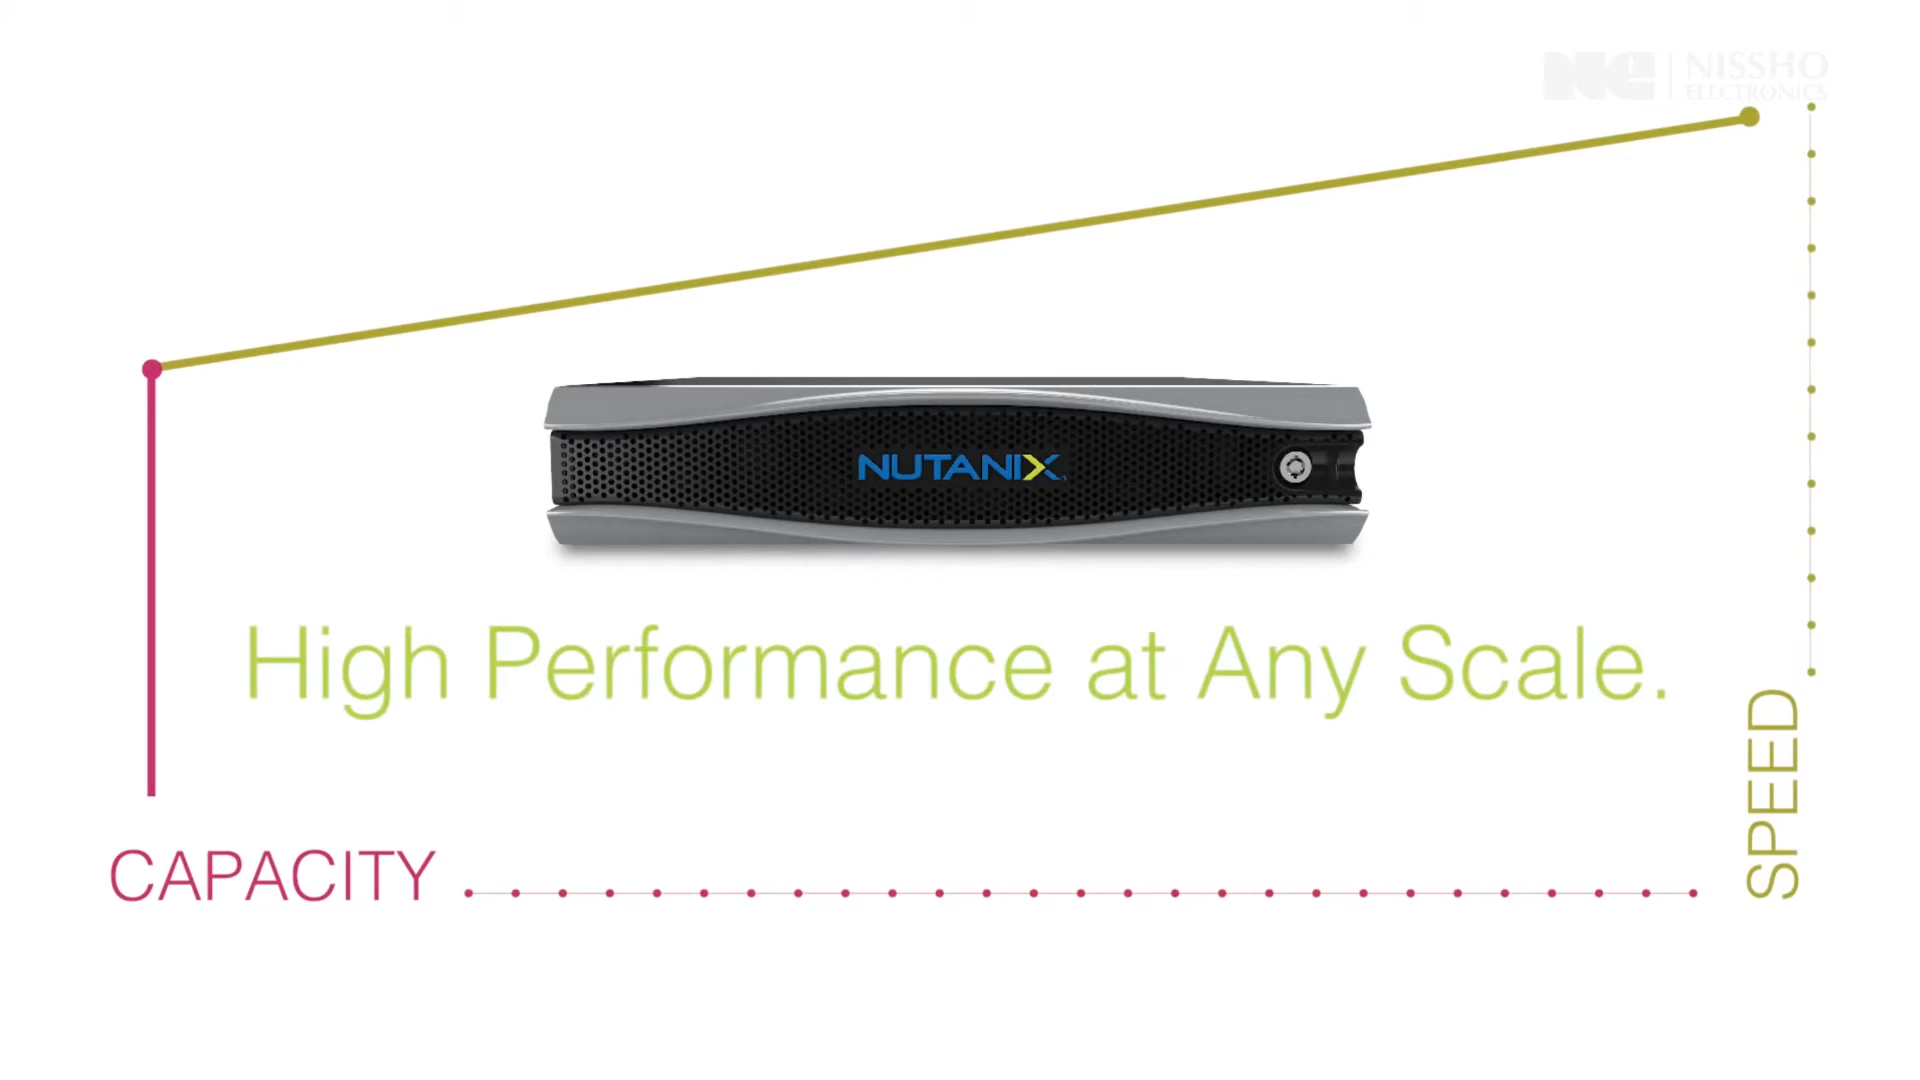 NISSHO
ELECTRONICS
NUTANIX
High Performance at Any Scale.
SPEED
CAPACITY